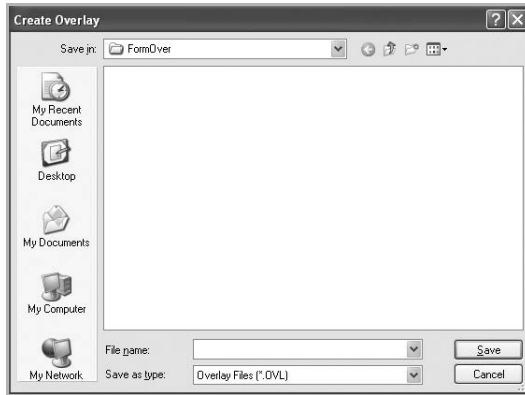 Create Overlay
Save in: FormOver
My Recent
Documents
Desktop
My Documents
My Computer
My Network
File name:
Save as type: Overlay Files (*.OVL)
Save
Cancel